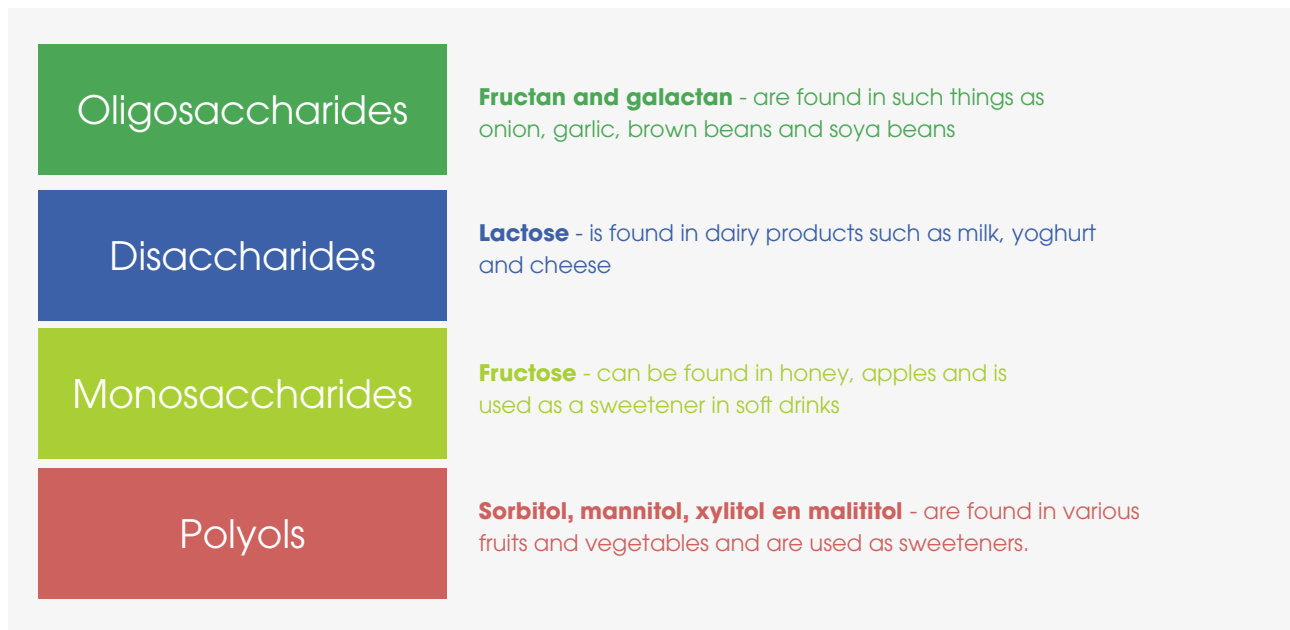 Oligosaccharides
Fructan and galactan - are found in such things as
onion, garlic, brown beans and soya beans
Disaccharides
Lactose - is found in dairy products such as milk, yoghurt
and cheese
Monosaccharides
Fructose - can be found in honey, apples and is
used as a sweetener in soft drinks
Polyols
Sorbitol, mannitol, xylitol en malititol - are found in various
fruits and vegetables and are used as sweeteners.